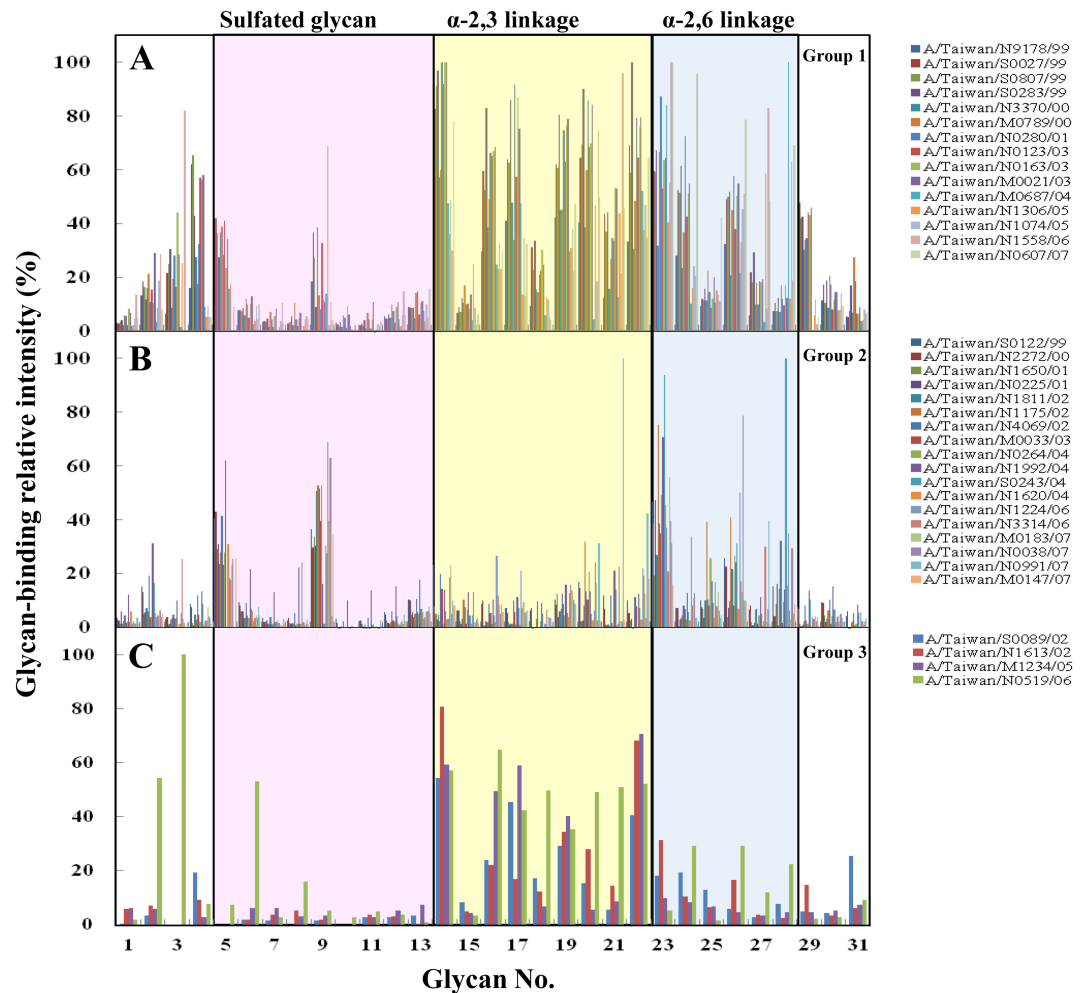 Sulfated glycan α-2,3 linkage α-2,6 linkage
A
Group 1
100
80
60
40
20
0
A/Taiwan/N9178/99
A/Taiwan/S0027/99
A/Taiwan/S0807/99
A/Taiwan/S0283/99
A/Taiwan/N3370/00
A/Taiwan/M0789/00
A/Taiwan/N0280/01
A/Taiwan/N0123/03
A/Taiwan/N0163/03
A/Taiwan/M0021/03
A/Taiwan/M0687/04
A/Taiwan/N1306/05
A/Taiwan/N1074/05
A/Taiwan/N1558/06
A/Taiwan/N0607/07
B
Group 2
100
80
60
40
20
0
A/Taiwan/S0122/99
A/Taiwan/N2272/00
A/Taiwan/N1650/01
A/Taiwan/N0225/01
A/Taiwan/N1811/02
A/Taiwan/N1175/02
A/Taiwan/N4069/02
A/Taiwan/M0033/03
A/Taiwan/N0264/04
A/Taiwan/N1992/04
A/Taiwan/S0243/04
A/Taiwan/N1620/04
A/Taiwan/N1224/06
A/Taiwan/N3314/06
A/Taiwan/M0183/07
A/Taiwan/N0038/07
A/Taiwan/N0991/07
A/Taiwan/M0147/07
C
Group 3
100
80
60
40
20
0
A/Taiwan/S0089/02
A/Taiwan/N1613/02
A/Taiwan/M1234/05
A/Taiwan/N0519/06
Glycan-binding relative intensity (%)
1 3 5 7 9 11 13 15 17 19 21 23 25 27 29 31
Glycan No.